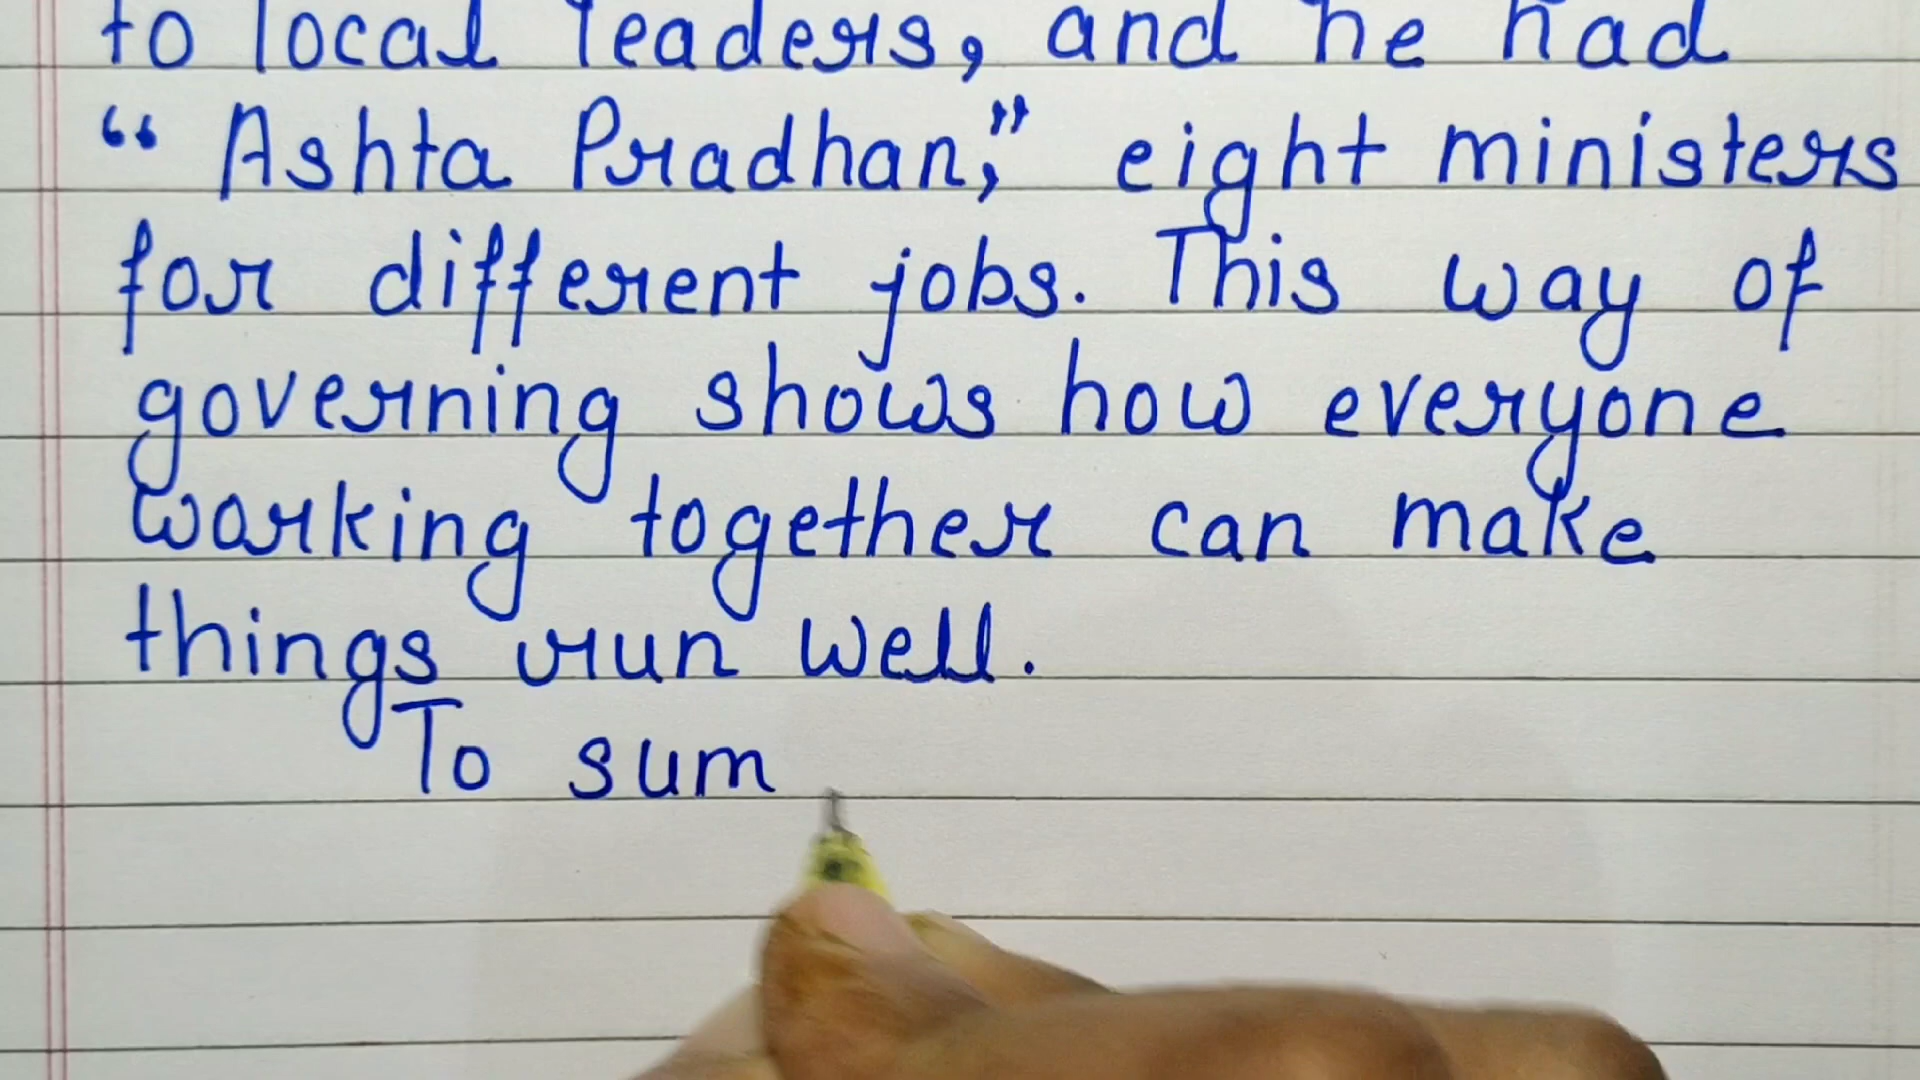 to local leaders, and he had
“Ashta Pradhan,” eight ministers
for different jobs. This way of
governing shows how everyone
working together can make
things run well.
To sum